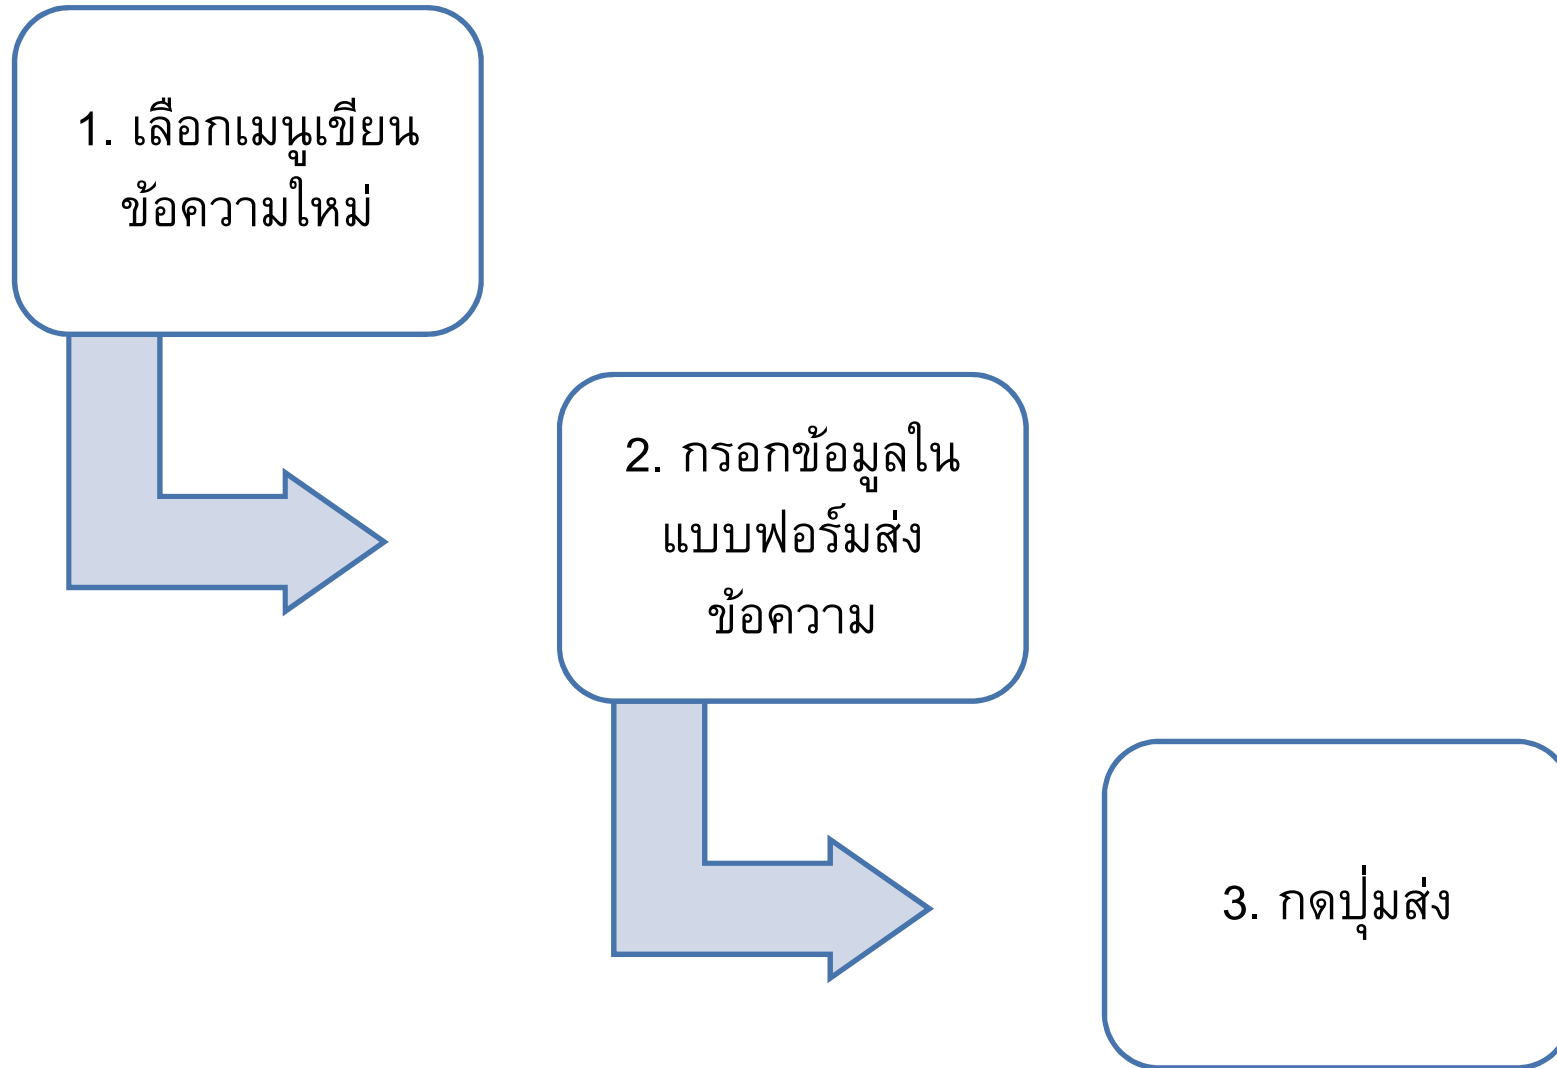 1. เลือกเมนูเขียน
ข้อความใหม่
2. กรอกข้อมูลใน
แบบฟอร์มส่ง
ข้อความ
3. กดปุ่มส่ง